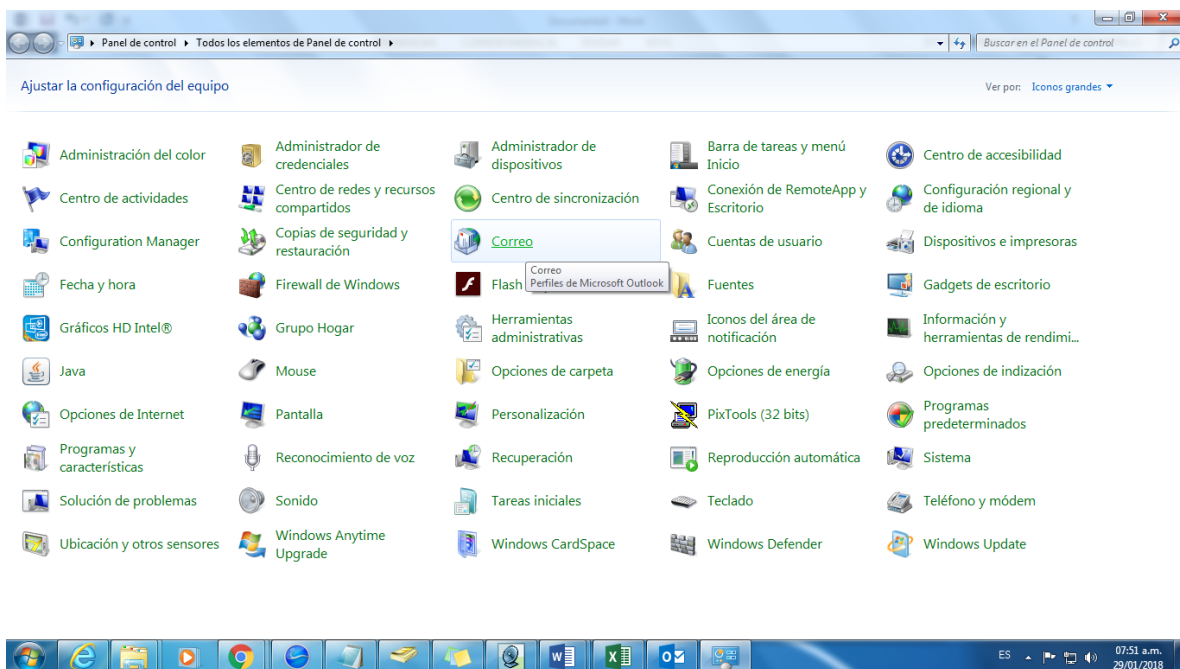 Panel de control ▸ Todos los elementos de Panel de control ▸
Buscar en el Panel de control
Ajustar la configuración del equipo
Ver por: Iconos grandes
Administración del color
Administrador de
credenciales
Administrador de
dispositivos
Barra de tareas y menú
Inicio
Centro de accesibilidad
Centro de actividades
Centro de redes y recursos
compartidos
Centro de sincronización
Conexión de RemoteApp y
Escritorio
Configuración regional y
de idioma
Configuration Manager
Copias de seguridad y
restauración
Correo
Cuentas de usuario
Dispositivos e impresoras
Correo
Perfiles de Microsoft Outlook
Fecha y hora
Firewall de Windows
Flash
Fuentes
Gadgets de escritorio
Gráficos HD Intel®
Grupo Hogar
Herramientas
administrativas
Iconos del área de
notificación
Información y
herramientas de rendimi...
Java
Mouse
Opciones de carpeta
Opciones de energía
Opciones de indización
Opciones de Internet
Pantalla
Personalización
PixTools (32 bits)
Programas
predeterminados
Programas y
características
Reconocimiento de voz
Recuperación
Reproducción automática
Sistema
Solución de problemas
Sonido
Tareas iniciales
Teclado
Teléfono y módem
Ubicación y otros sensores
Windows Anytime
Upgrade
Windows CardSpace
Windows Defender
Windows Update
ES
07:51 a.m.
29/01/2018